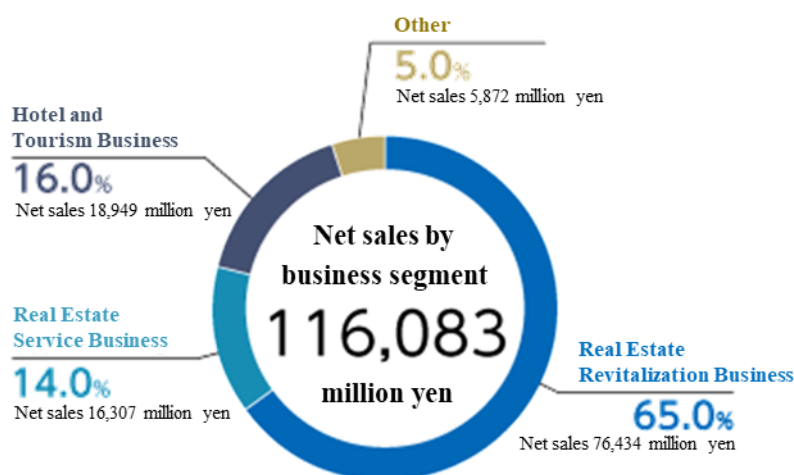 Other
5.0%
Net sales 5,872 million yen
Hotel and
Tourism Business
16.0%
Net sales 18,949 million yen
Net sales by
business segment
116,083
million yen
Real Estate
Service Business
14.0%
Net sales 16,307 million yen
Real Estate
Revitalization Business
65.0%
Net sales 76,434 million yen